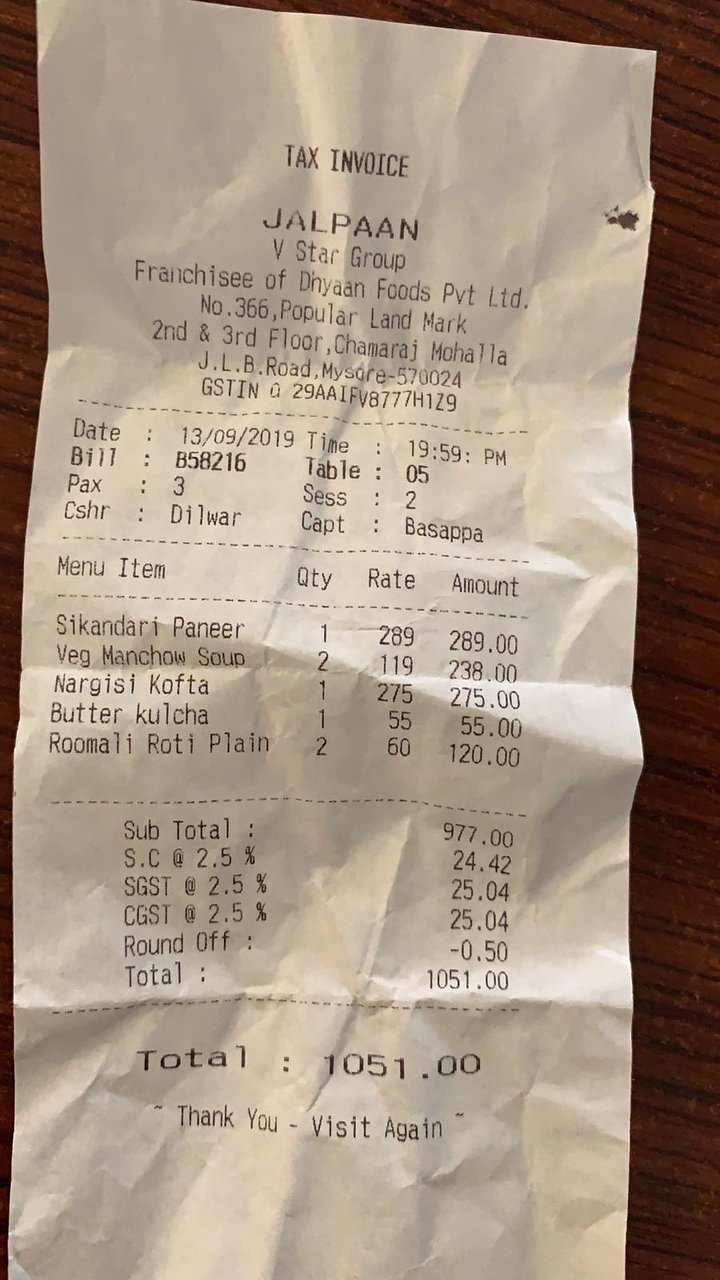 TAX INVOICE
JALPAAN
V Star Group
Franchisee of Dhyaan Foods Pvt Ltd.
No.366,Popular Land Mark
2nd & 3rd Floor,Chamaraj Mohalla
J.L.B.Road,Mysore-570024
GSTIN @ 29AAIFV8777H1Z9
Date : 13/09/2019 Time : 19:59: PM
Bill : B58216 Table : 05
Pax : 3 Sess : 2
Cshr : Dilwar Capt : Basappa
Menu Item Qty Rate Amount
Sikandari Paneer 1 289 289.00
Veg Manchow Soup 2 119 238.00
Nargisi Kofta 1 275 275.00
Butter kulcha 1 55 55.00
Roomali Roti Plain 2 60 120.00
Sub Total : 977.00
S.C @ 2.5 % 24.42
SGST @ 2.5 % 25.04
CGST @ 2.5 % 25.04
Round Off : -0.50
Total : 1051.00
Total : 1051.00
~ Thank You - Visit Again ~